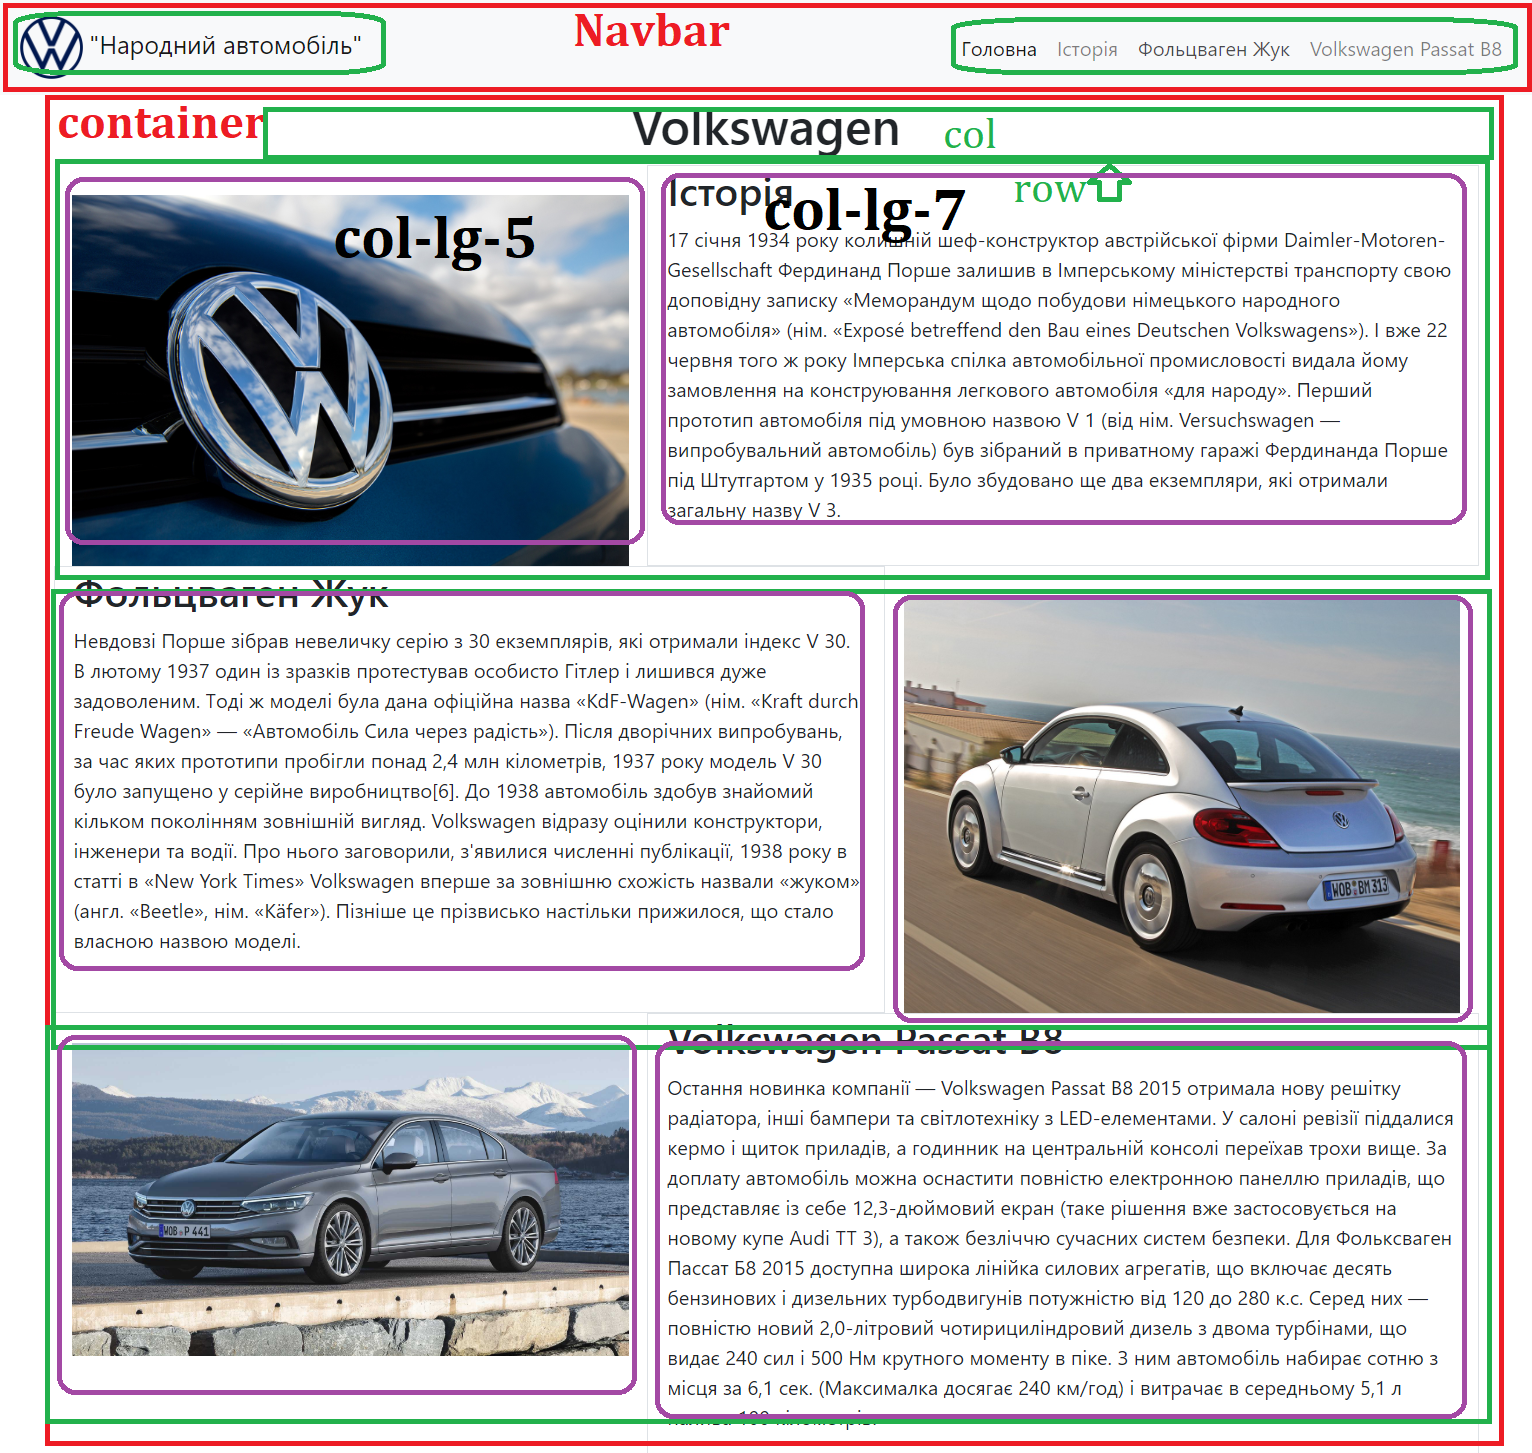 "Народний автомобіль"
Navbar
Головна Історія Фольцваген Жук Volkswagen Passat B8
container
Volkswagen
col
row
col-lg-5
Історія
col-lg-7
17 січня 1934 року колишній шеф-конструктор австрійської фірми Daimler-Motoren-
Gesellschaft Фердинанд Порше залишив в Імперському міністерстві транспорту свою
доповідну записку «Меморандум щодо побудови німецького народного
автомобіля» (нім. «Exposé betreffend den Bau eines Deutschen Volkswagens»). І вже 22
червня того ж року Імперська спілка автомобільної промисловості видала йому
замовлення на конструювання легкового автомобіля «для народу». Перший
прототип автомобіля під умовною назвою V 1 (від нім. Versuchswagen —
випробувальний автомобіль) був зібраний в приватному гаражі Фердинанда Порше
під Штутгартом у 1935 році. Було збудовано ще два екземпляри, які отримали
загальну назву V 3.
Фольцваген Жук
Невдовзі Порше зібрав невеличку серію з 30 екземплярів, які отримали індекс V 30.
В лютому 1937 один із зразків протестував особисто Гітлер і лишився дуже
задоволеним. Тоді ж моделі була дана офіційна назва «KdF-Wagen» (нім. «Kraft durch
Freude Wagen» — «Автомобіль Сила через радість»). Після дворічних випробувань,
за час яких прототипи пробігли понад 2,4 млн кілометрів, 1937 року модель V 30
було запущено у серійне виробництво[6]. До 1938 автомобіль здобув знайомий
кільком поколінням зовнішній вигляд. Volkswagen відразу оцінили конструктори,
інженери та водії. Про нього заговорили, з'явилися численні публікації, 1938 року в
статті в «New York Times» Volkswagen вперше за зовнішню схожість назвали «жуком»
(англ. «Beetle», нім. «Käfer»). Пізніше це прізвисько настільки прижилося, що стало
власною назвою моделі.
WOB BM 313
Volkswagen Passat B8
WOB P 441
Остання новинка компанії — Volkswagen Passat B8 2015 отримала нову решітку
радіатора, інші бампери та світлотехніку з LED-елементами. У салоні ревізії піддалися
кермо і щиток приладів, а годинник на центральній консолі переїхав трохи вище. За
доплату автомобіль можна оснастити повністю електронною панеллю приладів, що
представляє із себе 12,3-дюймовий екран (таке рішення вже застосовується на
новому купе Audi TT 3), а також безліччю сучасних систем безпеки. Для Фольксваген
Пассат Б8 2015 доступна широка лінійка силових агрегатів, що включає десять
бензинових і дизельних турбодвигунів потужністю від 120 до 280 к.с. Серед них —
повністю новий 2,0-літровий чотирициліндровий дизель з двома турбінами, що
видає 240 сил і 500 Нм крутного моменту в піке. З ним автомобіль набирає сотню з
місця за 6,1 сек. (Максималка досягає 240 км/год) і витрачає в середньому 5,1 л